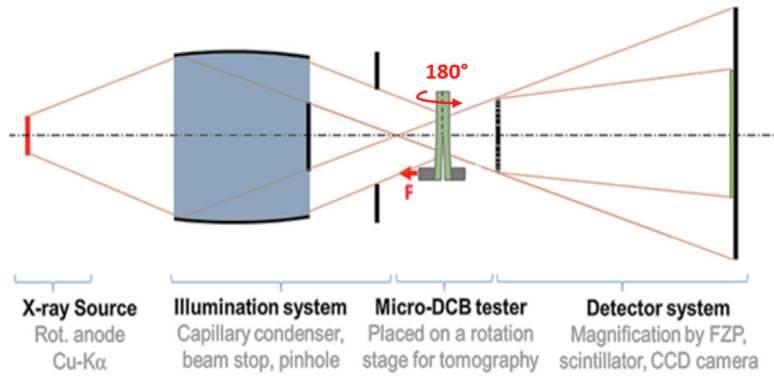 180°
F
X-ray Source
Rot. anode
Cu-Kα
Illumination system
Capillary condenser,
beam stop, pinhole
Micro-DCB tester
Placed on a rotation
stage for tomography
Detector system
Magnification by FZP,
scintillator, CCD camera